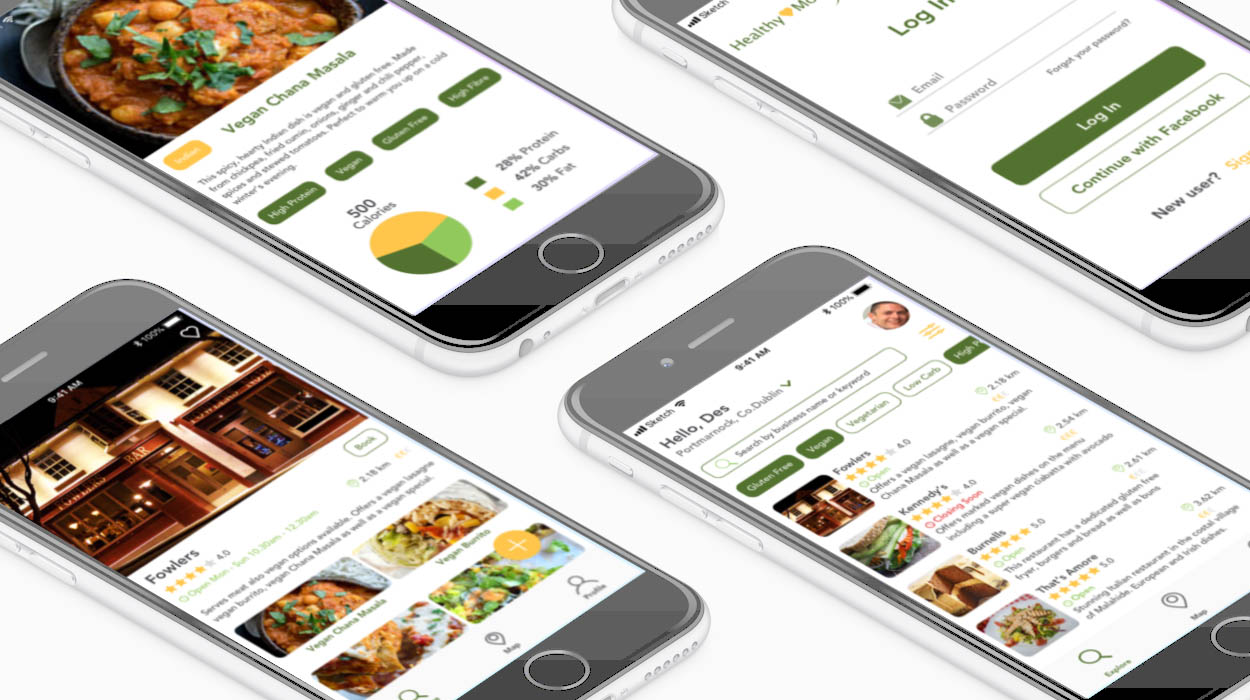 Vegan Chana Masala
Indian
This spicy, hearty Indian dish is vegan and gluten free. Made
from chickpea, fried cumin, onions, ginger and chili pepper,
spices and stewed tomatoes. Perfect to warm you up on a cold
winter's evening.
High Protein
Vegan
Gluten Free
High Fibre
500
Calories
28% Protein
42% Carbs
30% Fat
Sketch
Healthy
Log In
Email
Password
Forgot your password?
Log In
Continue with Facebook
New user?
9:41 AM
100%
BAR
Book
Fowlers
2.18 km
€€
4.0
Open Mon - Sun 10.30am - 12.30am
Serves meat also vegan options available. Offers a vegan lasagne
vegan burrito, vegan Chana Masala as well as a vegan special.
Vegan Chana Masala
Vegan Burrito
Map
Profile
Sketch
9:41 AM
100%
Hello, Des
Portmarnock, Co.Dublin
Search by business name or keyword
Gluten Free
Vegan
Vegetarian
Low Carb
High P
Fowlers
4.0
2.18 km
Open
€€
Offers a vegan lasagne, vegan burrito, vegan
Chana Masala as well as a vegan special.
Kennedy's
4.0
2.54 km
Closing Soon
€€€
Offers marked vegan dishes on the menu
including a super vegan ciabatta with avocado
Burnells
5.0
2.61 km
Open
This restaurant has a dedicated gluten free
fryer, burgers and bread as well as buns
That's Amore
5.0
3.62 km
Open
Stunning Italian restaurant in the costal village
of Malahide. European and Irish dishes.
Explore
Map